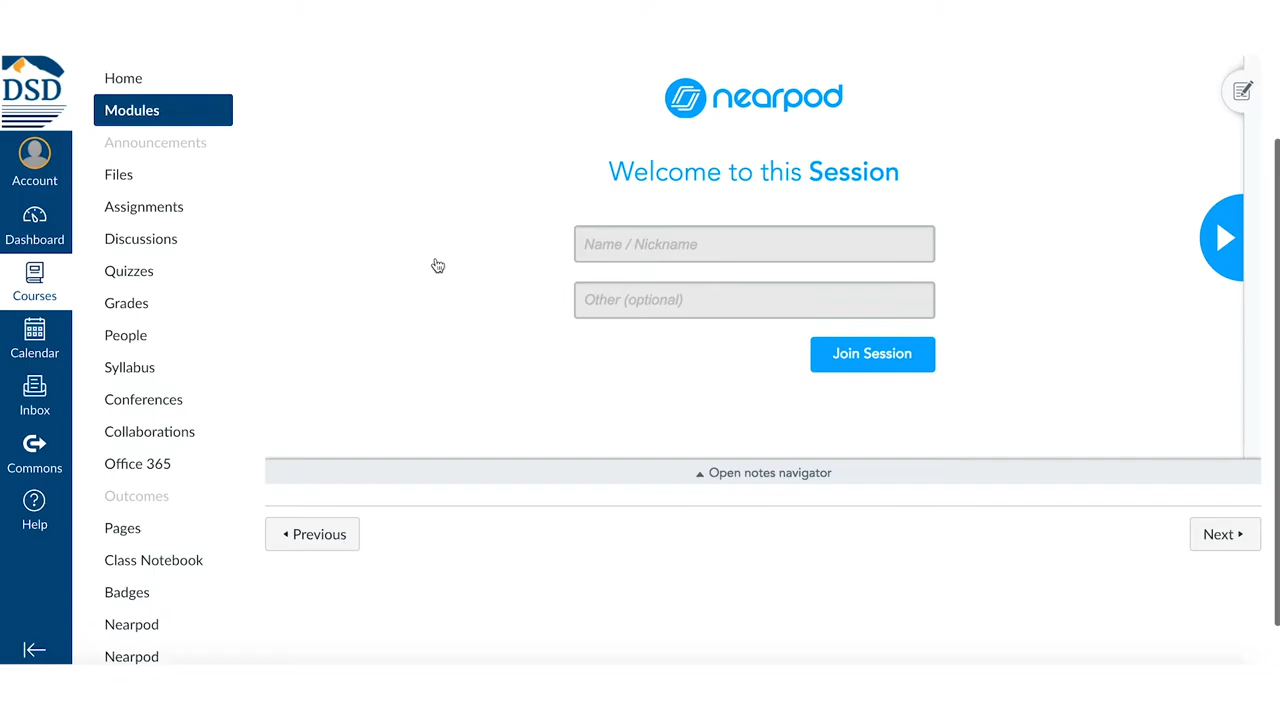 DSD
Account
Dashboard
Courses
Calendar
Inbox
Commons
Help
Home
Modules
Announcements
Files
Assignments
Discussions
Quizzes
Grades
People
Syllabus
Conferences
Collaborations
Office 365
Outcomes
Pages
Class Notebook
Badges
Nearpod
Nearpod
nearpod
Welcome to this Session
Name / Nickname
Other (optional)
Join Session
Open notes navigator
Previous
Next